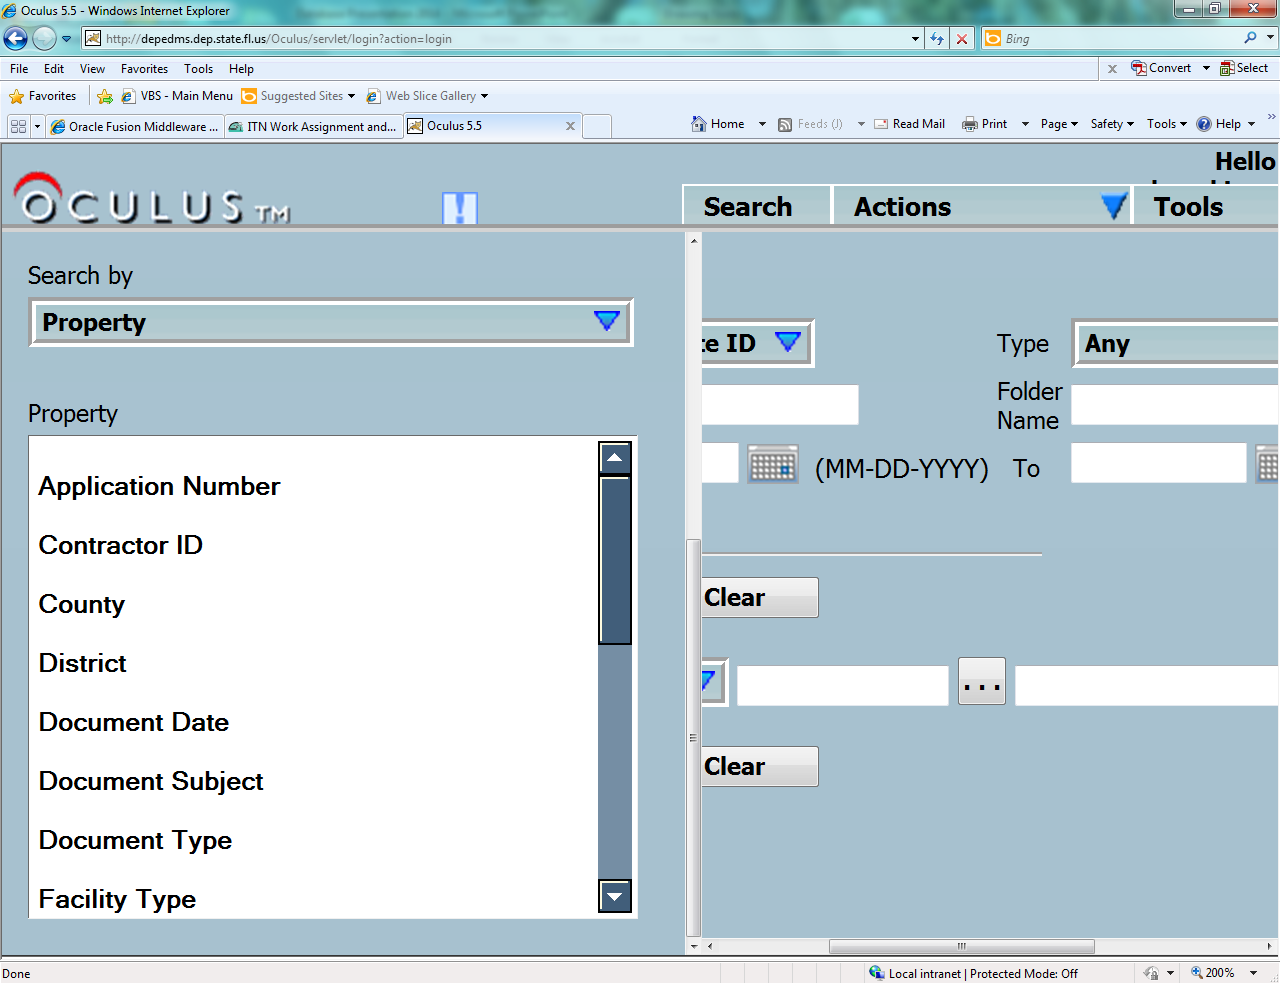 Oculus 5.5 - Windows Internet Explorer
http://depedms.dep.state.fl.us/Oculus/servlet/login?action=login
Bing
File Edit View Favorites Tools Help
x Convert Select
Favorites VBS - Main Menu Suggested Sites Web Slice Gallery
Oracle Fusion Middleware ... ITN Work Assignment and... Oculus 5.5
Home Feeds (J) Read Mail Print Page Safety Tools Help »
Hello
OCULUS TM
Search Actions Tools
Search by
Property
te ID
Type Any
Folder
Name
(MM-DD-YYYY) To
Clear
...
Clear
Property
Application Number
Contractor ID
County
District
Document Date
Document Subject
Document Type
Facility Type
Done
Local intranet | Protected Mode: Off
200%